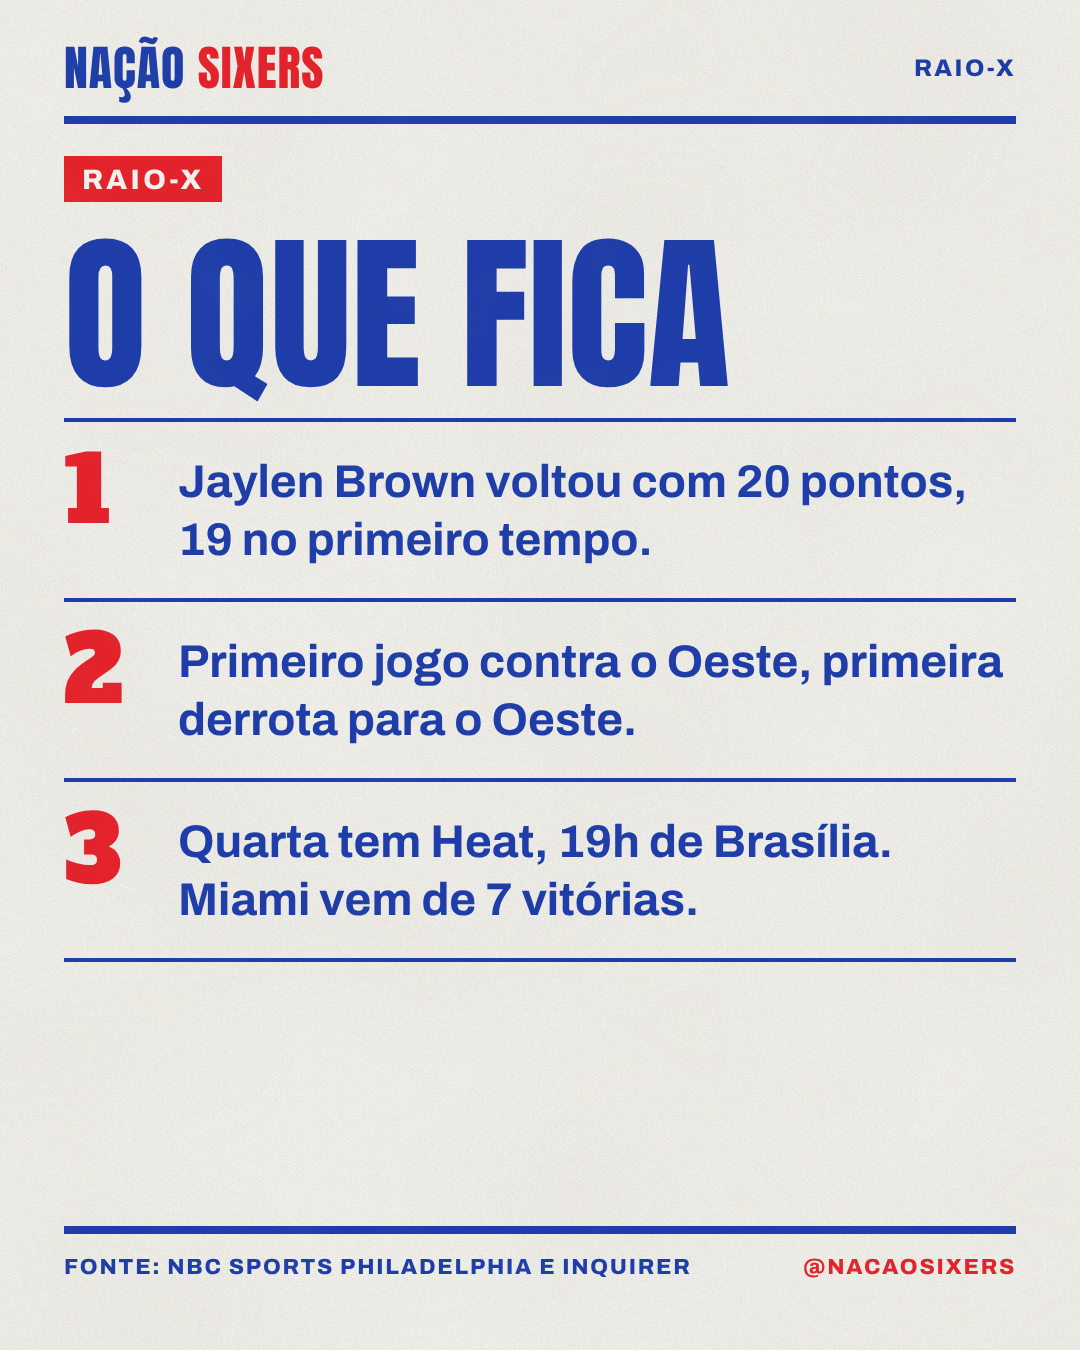 NAÇÃO SIXERS
RAIO-X
RAIO-X
O QUE FICA
1
Jaylen Brown voltou com 20 pontos,
19 no primeiro tempo.
2
Primeiro jogo contra o Oeste, primeira
derrota para o Oeste.
3
Quarta tem Heat, 19h de Brasília.
Miami vem de 7 vitórias.
FONTE: NBC SPORTS PHILADELPHIA E INQUIRER
@NACAOSIXERS